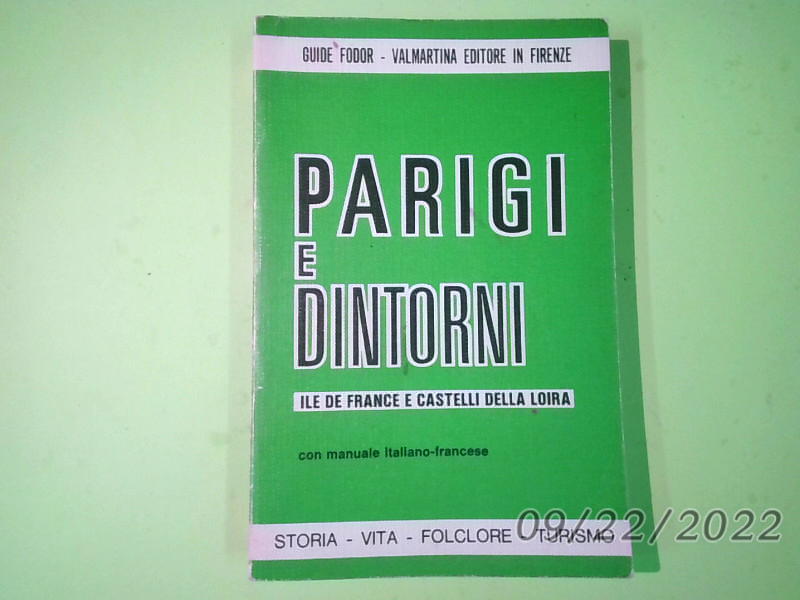 GUIDE FODOR - VALMARTINA EDITORE IN FIRENZE
PARIGI
E
DINTORNI
ILE DE FRANCE E CASTELLI DELLA LOIRA
con manuale italiano-francese
STORIA - VITA - FOLCLORE - TURISMO
09/22/2022